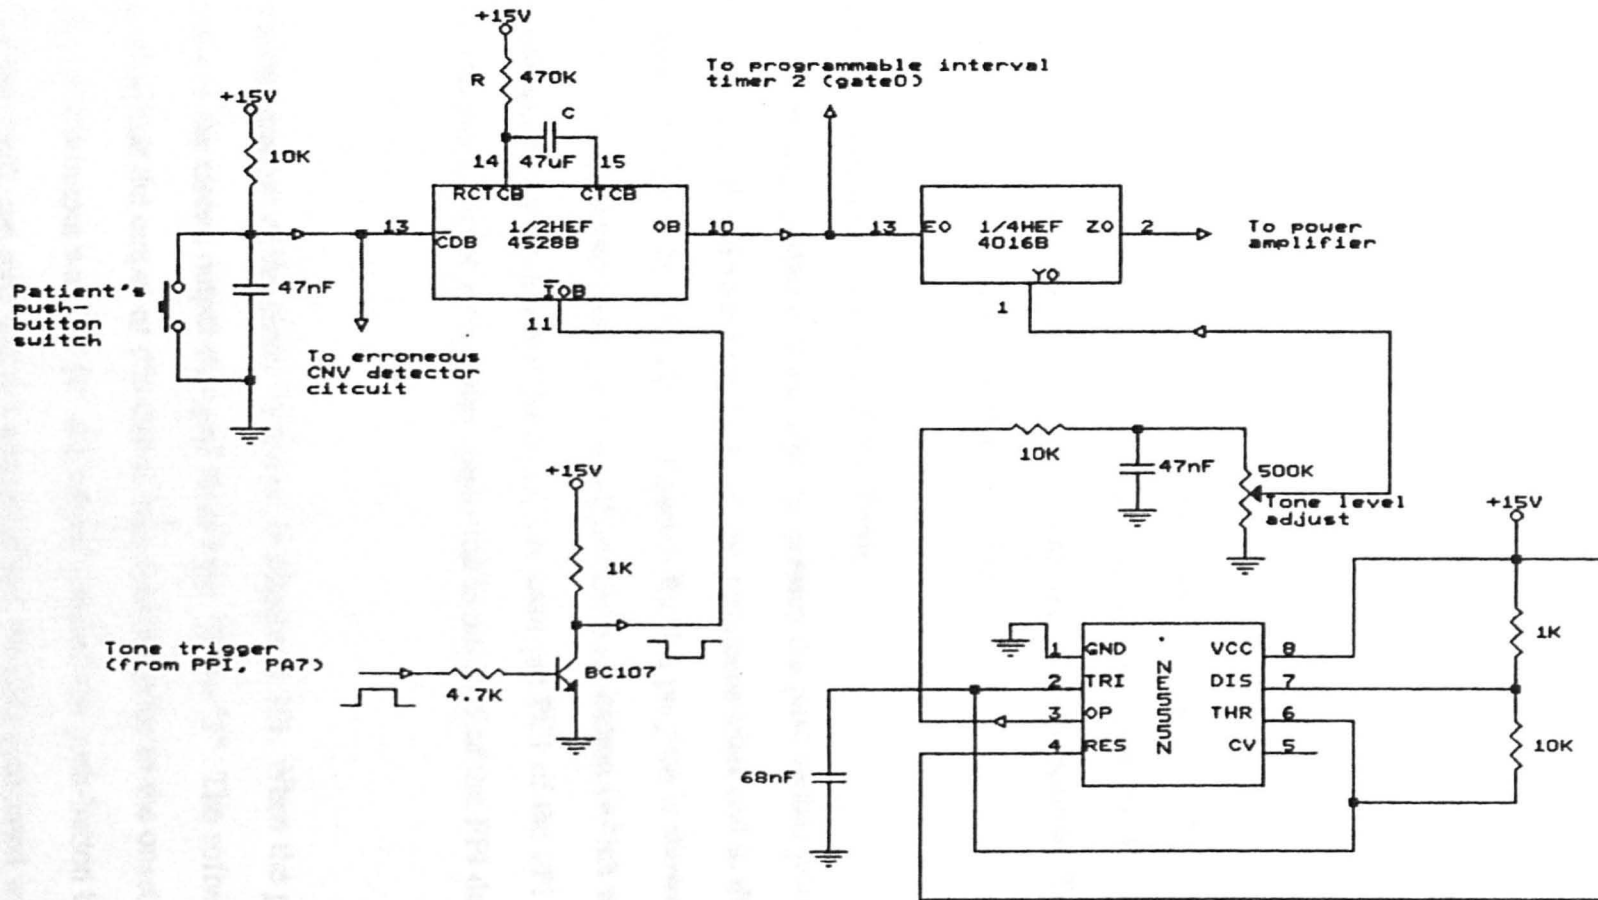 +15V
R 470K
C
14 47uF 15
+15V
10K
To programmable interval
timer 2 (gate0)
13
RCTCB CTCB
CDB
1/2HEF
4528B
OB 10
I0B
11
13
E0 1/4HEF
4016B
Z0 2
Y0
1
To power
amplifier
Patient's
push-
button
switch
47nF
To erroneous
CNV detector
citcuit
10K
47nF
500K
Tone level
adjust
+15V
1K
+15V
Tone trigger
(from PPI, PA7)
4.7K
BC107
1 GND VCC 8
2 TRI DIS 7
3 OP THR 6
4 RES CV 5
NE555N
1K
10K
68nF